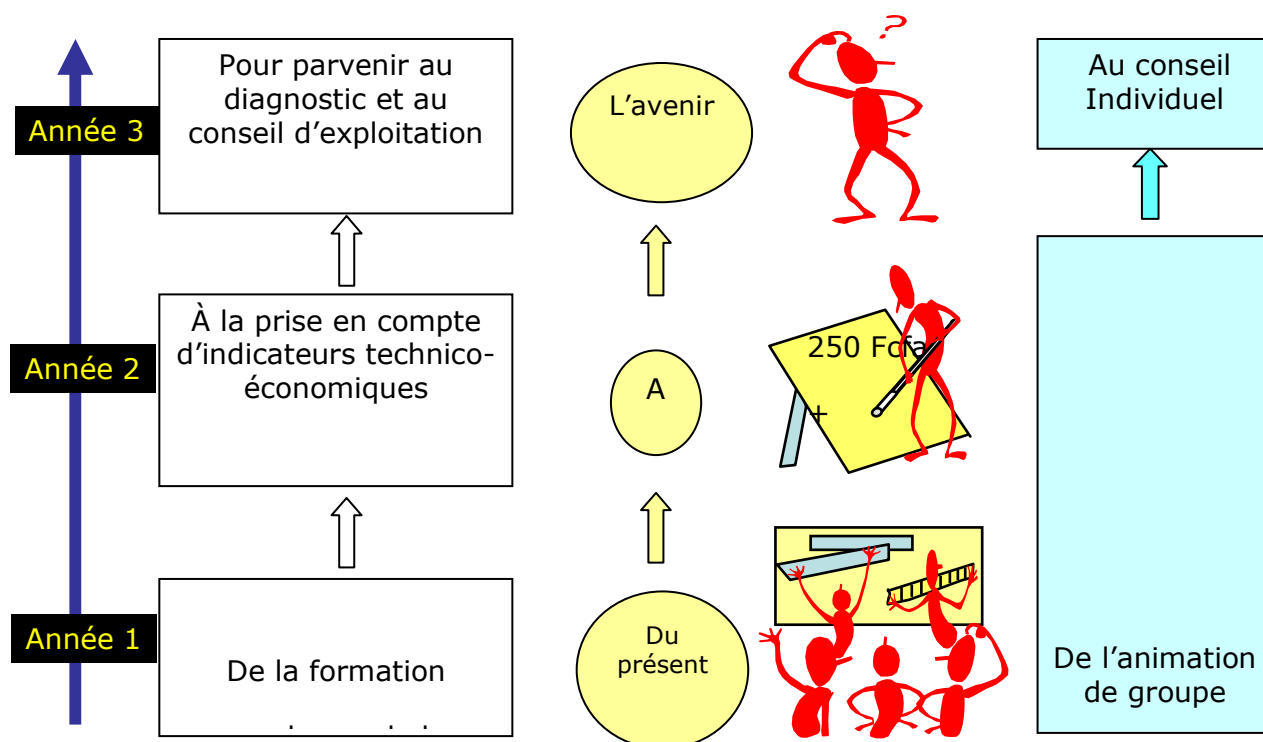 Année 3
Pour parvenir au
diagnostic et au
conseil d’exploitation
L’avenir
?
Au conseil
Individuel
Année 2
À la prise en compte
d’indicateurs technico-
économiques
A
250 Fcfa
+
Année 1
De la formation
Du
présent
De l’animation
de groupe